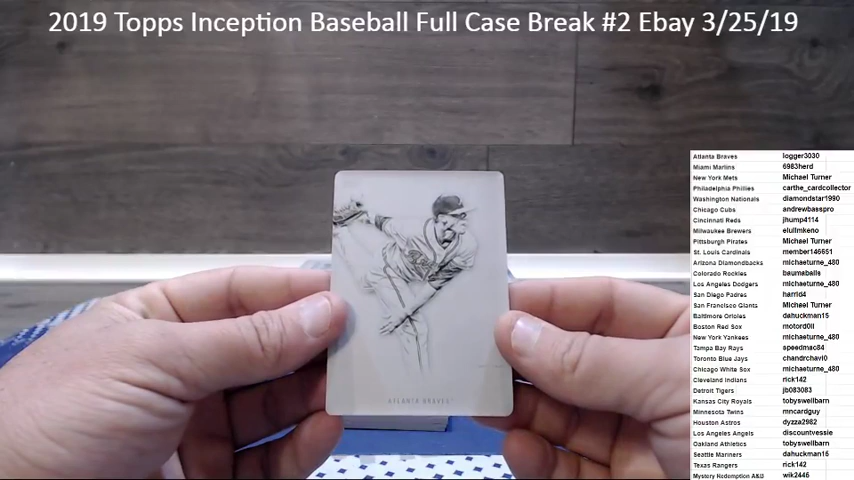 2019 Topps Inception Baseball Full Case Break #2 Ebay 3/25/19
Atlanta Braves logger3030
Miami Marlins 6983herd
New York Mets Michael Turner
Philadelphia Phillies carthe_cardcollector
Washington Nationals diamondstar1990
Chicago Cubs andrewbasspro
Cincinnati Reds jhump4114
Milwaukee Brewers elullmkeno
Pittsburgh Pirates Michael Turner
St. Louis Cardinals member146651
Arizona Diamondbacks michaeturne_480
Colorado Rockies baumaballs
Los Angeles Dodgers michaeturne_480
San Diego Padres harrid4
San Francisco Giants Michael Turner
Baltimore Orioles dahuckman15
Boston Red Sox motord0ll
New York Yankees michaeturne_480
Tampa Bay Rays speedmac84
Toronto Blue Jays chandrchavi0
Chicago White Sox michaeturne_480
Cleveland Indians rick142
Detroit Tigers jb083083
Kansas City Royals tobyswellbarn
Minnesota Twins mncardguy
Houston Astros dyzza2982
Los Angeles Angels discountvessie
Oakland Athletics tobyswellbarn
Seattle Mariners dahuckman15
Texas Rangers rick142
Mystery Redemption A&U wik2446
ATLANTA BRAVES